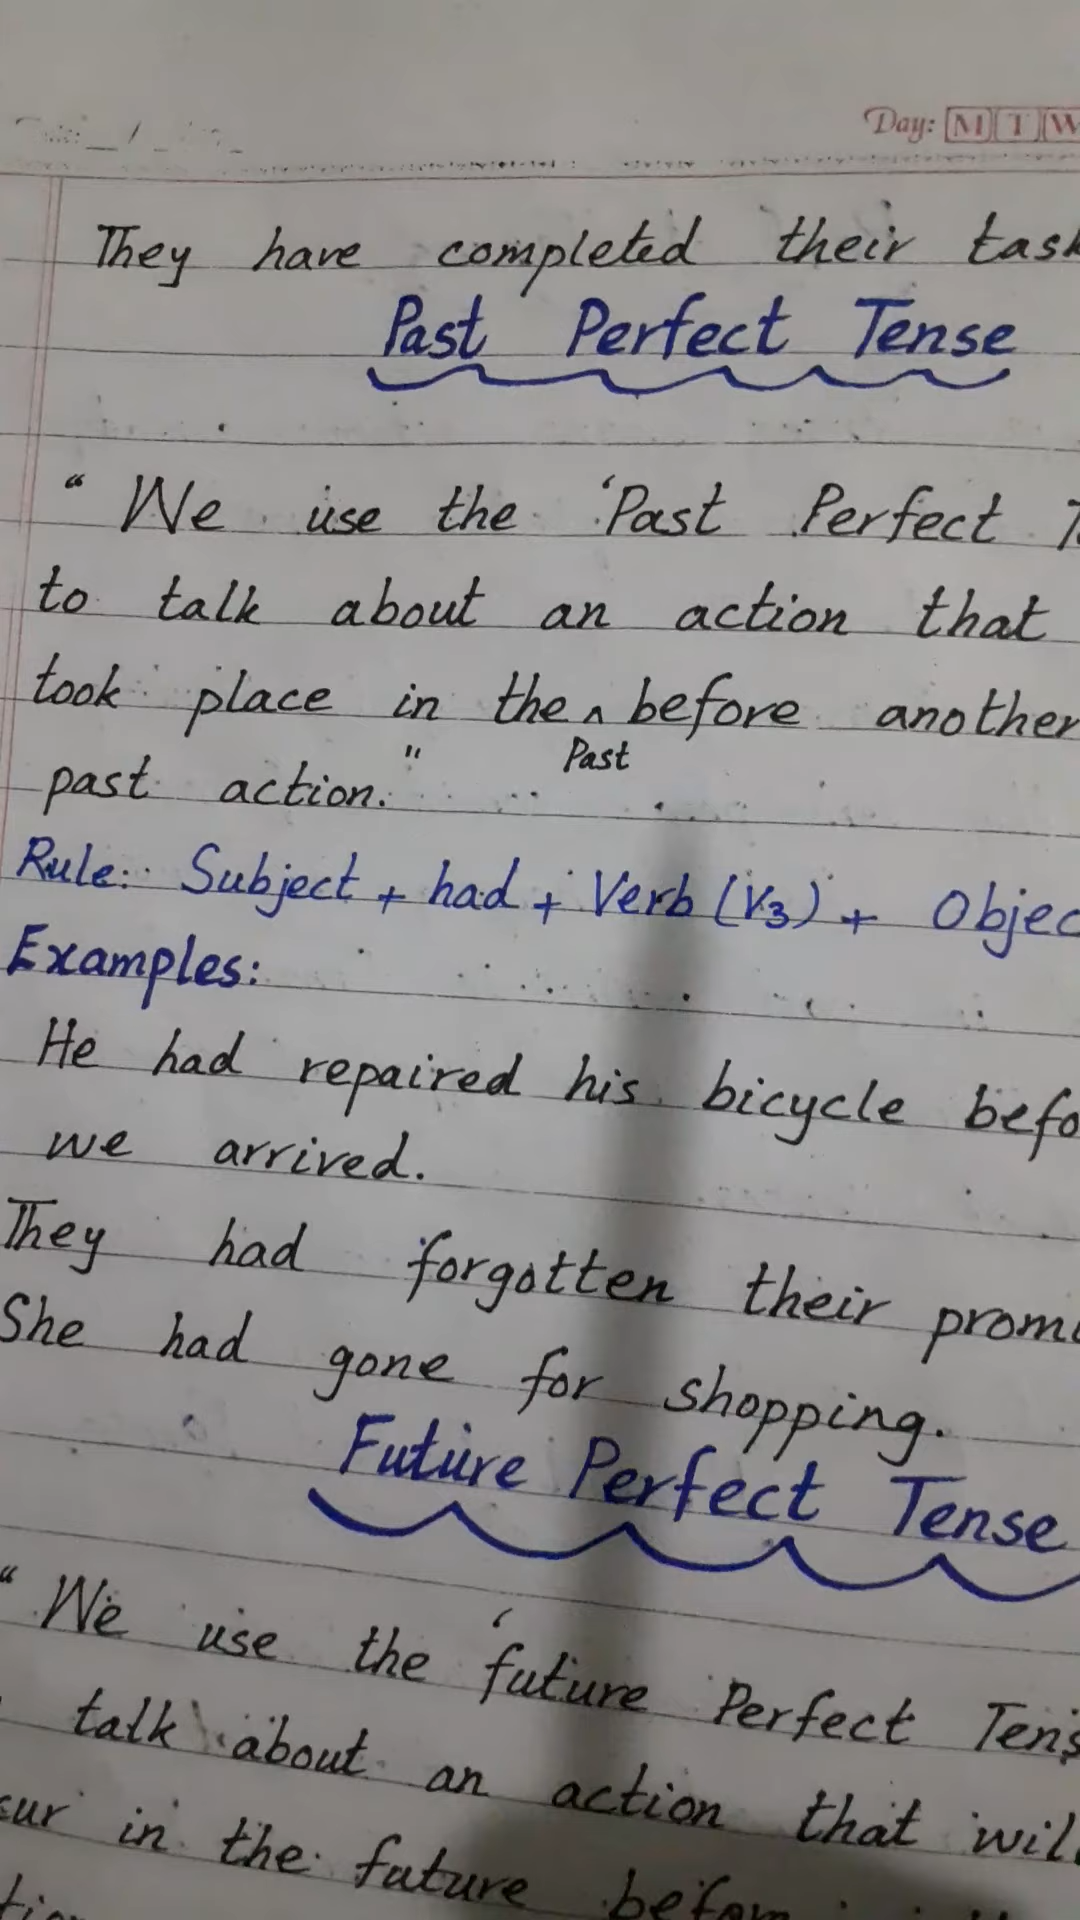 Day: M T W
They have completed their task
Past Perfect Tense
" We use the 'Past Perfect
to talk about an action that
took place in the ^ before another
Past
past action."
Rule: Subject + had + Verb (V3) + Objec
Examples:
He had repaired his bicycle befo
we arrived.
They had forgotten their prom
She had gone for shopping.
Future Perfect Tense
" We use the 'future Perfect Tens
talk about an action that wil
cur in the future